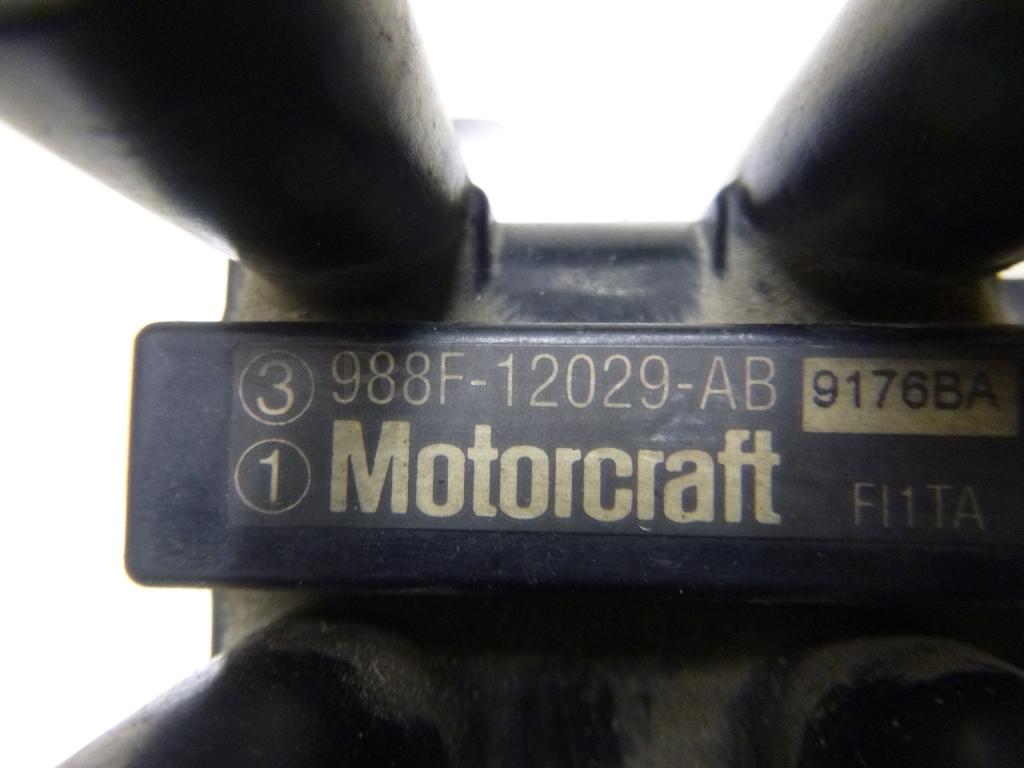 ③ 988F-12029-AB 9176BA
① Motorcraft FI1TA